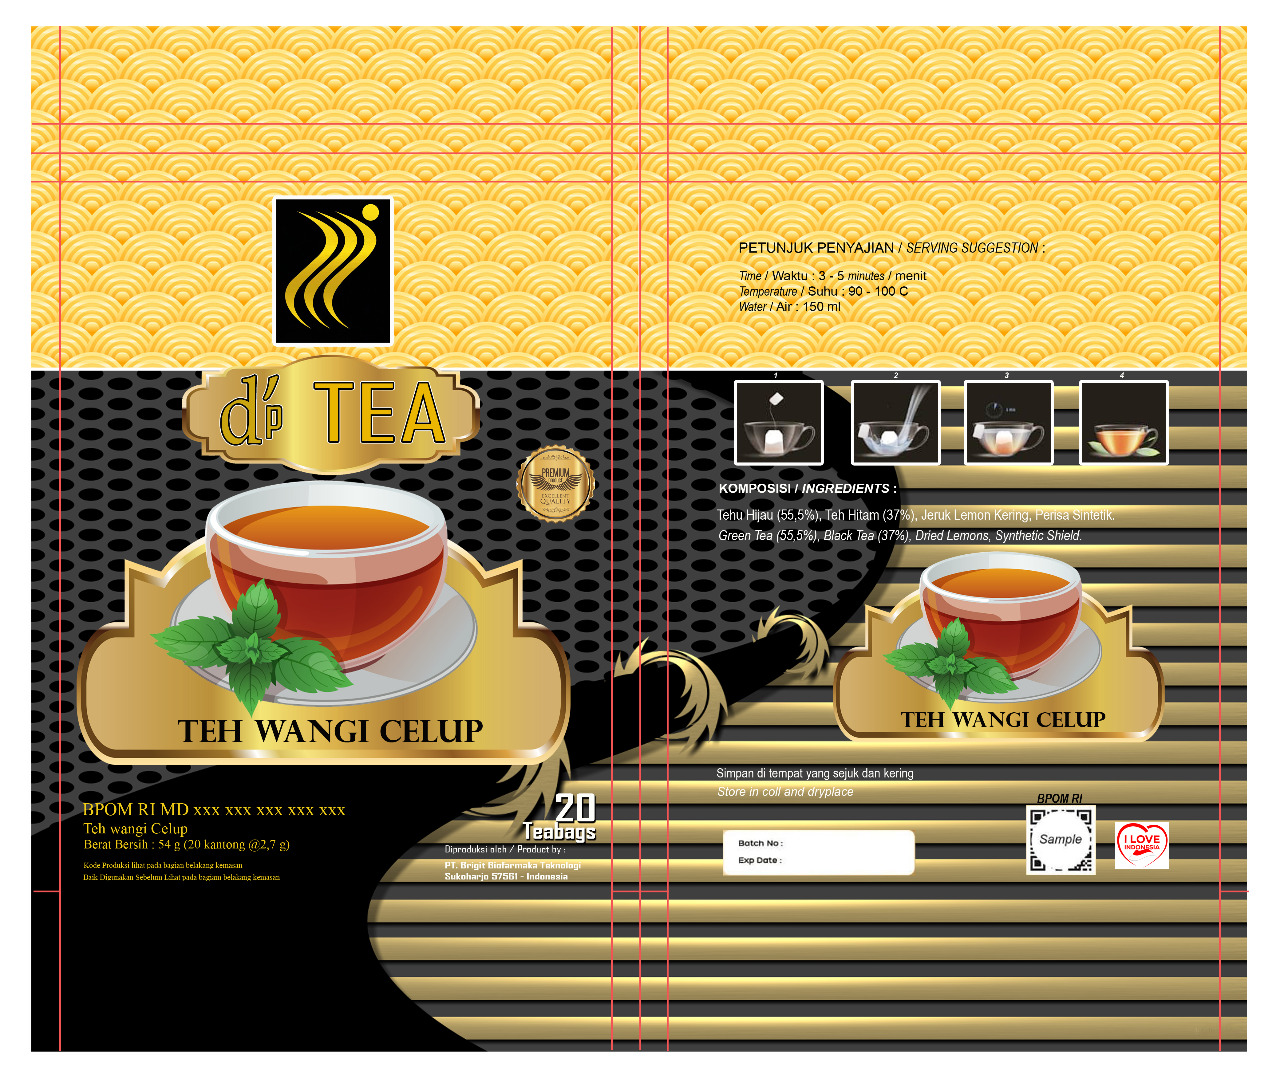 d'p TEA
PREMIUM
EXCELLENT
QUALITY
TEH WANGI CELUP
BPOM RI MD xxx xxx xxx xxx xxx
Teh wangi Celup
Berat Bersih : 54 g (20 kantong @2,7 g)
Kode Produksi lihat pada bagian belakang kemasan
Baik Digunakan Sebelum Lihat pada bagiam belakang kemasan
20
Teabags
Diproduksi oleh / Product by :
PT. Brigit Biofarmaka Teknologi
Sukoharjo 57561 - Indonesia
PETUNJUK PENYAJIAN / SERVING SUGGESTION :
Time / Waktu : 3 - 5 minutes / menit
Temperature / Suhu : 90 - 100 C
Water / Air : 150 ml
1 2 3 4
KOMPOSISI / INGREDIENTS :
Tehu Hijau (55,5%), Teh Hitam (37%), Jeruk Lemon Kering, Perisa Sintetik.
Green Tea (55,5%), Black Tea (37%), Dried Lemons, Synthetic Shield.
TEH WANGI CELUP
Simpan di tempat yang sejuk dan kering
Store in coll and dryplace
BPOM RI
Sample
I LOVE
INDONESIA
Batch No :
Exp Date :